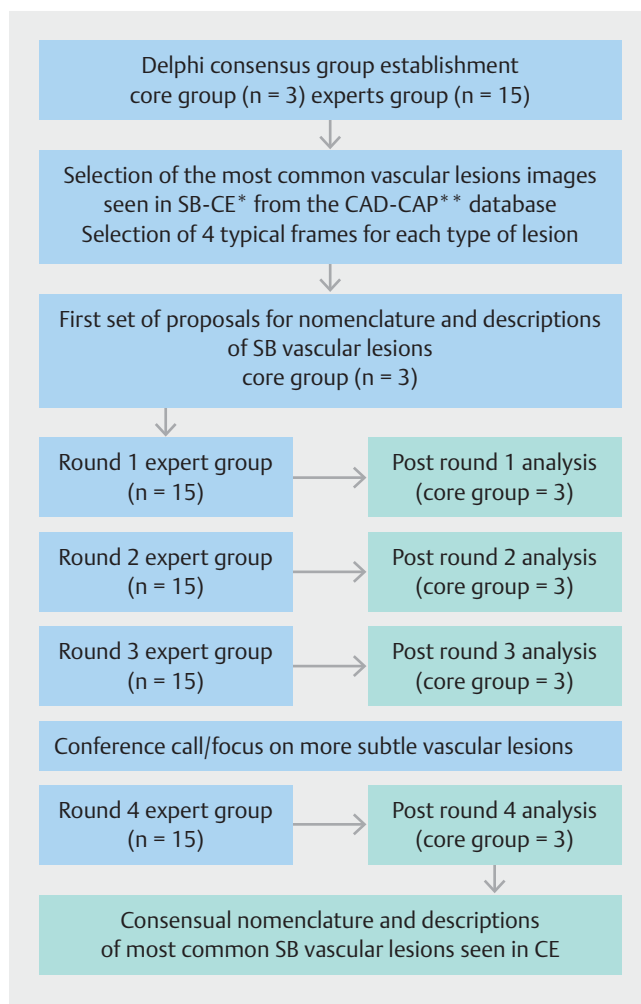 Delphi consensus group establishment
core group (n = 3) experts group (n = 15)
Selection of the most common vascular lesions images
seen in SB-CE* from the CAD-CAP** database
Selection of 4 typical frames for each type of lesion
First set of proposals for nomenclature and descriptions
of SB vascular lesions
core group (n = 3)
Round 1 expert group
(n = 15)
Post round 1 analysis
(core group = 3)
Round 2 expert group
(n = 15)
Post round 2 analysis
(core group = 3)
Round 3 expert group
(n = 15)
Post round 3 analysis
(core group = 3)
Conference call/focus on more subtle vascular lesions
Round 4 expert group
(n = 15)
Post round 4 analysis
(core group = 3)
Consensual nomenclature and descriptions
of most common SB vascular lesions seen in CE